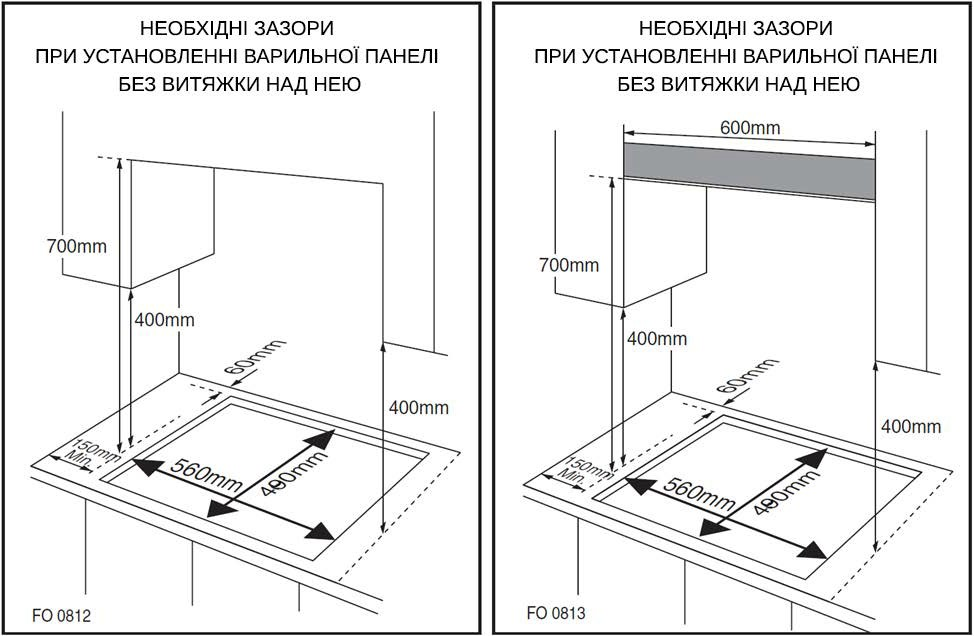 НЕОБХІДНІ ЗАЗОРИ
ПРИ УСТАНОВЛЕННІ ВАРИЛЬНОЇ ПАНЕЛІ
БЕЗ ВИТЯЖКИ НАД НЕЮ
700mm
400mm
60mm
400mm
150mm
Min.
560mm
490mm
FO 0812
НЕОБХІДНІ ЗАЗОРИ
ПРИ УСТАНОВЛЕННІ ВАРИЛЬНОЇ ПАНЕЛІ
БЕЗ ВИТЯЖКИ НАД НЕЮ
600mm
700mm
400mm
60mm
400mm
150mm
Min.
560mm
490mm
FO 0813